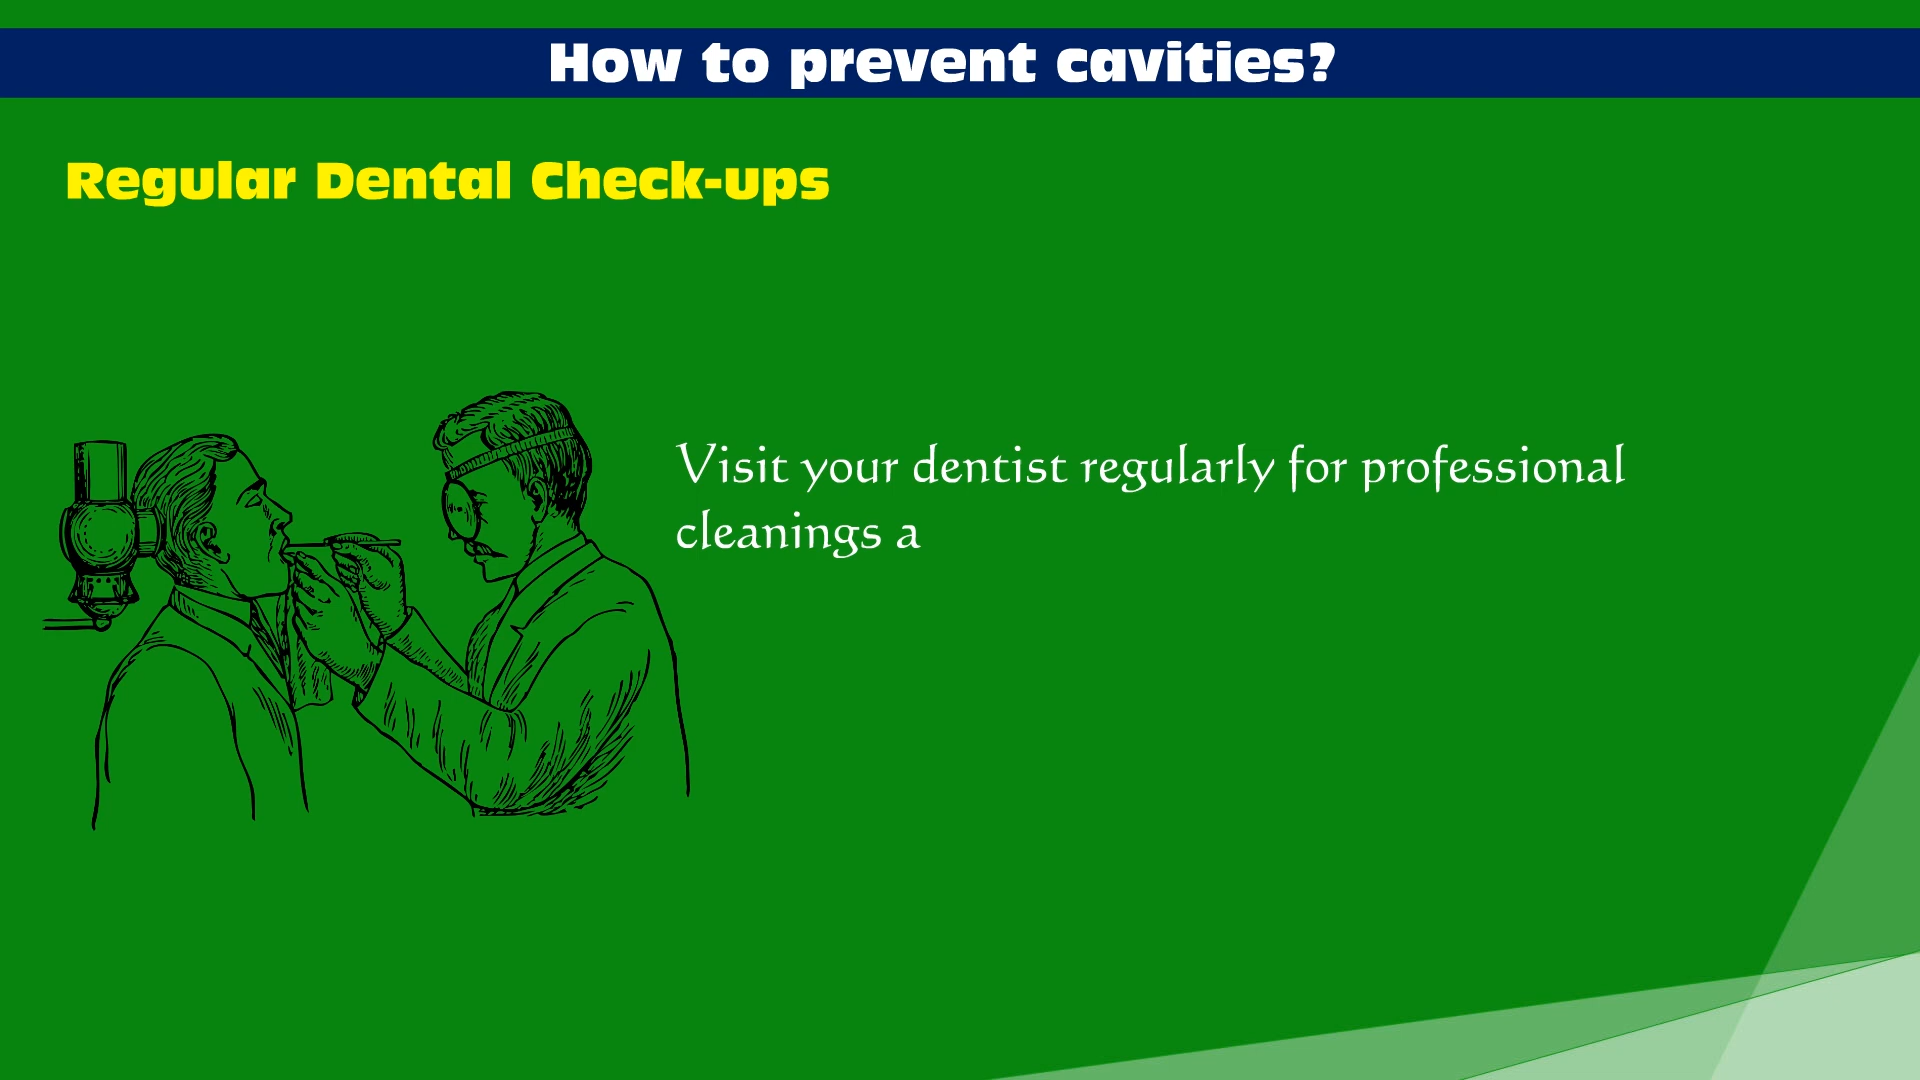 How to prevent cavities?
Regular Dental Check-ups
Visit your dentist regularly for professional
cleanings a